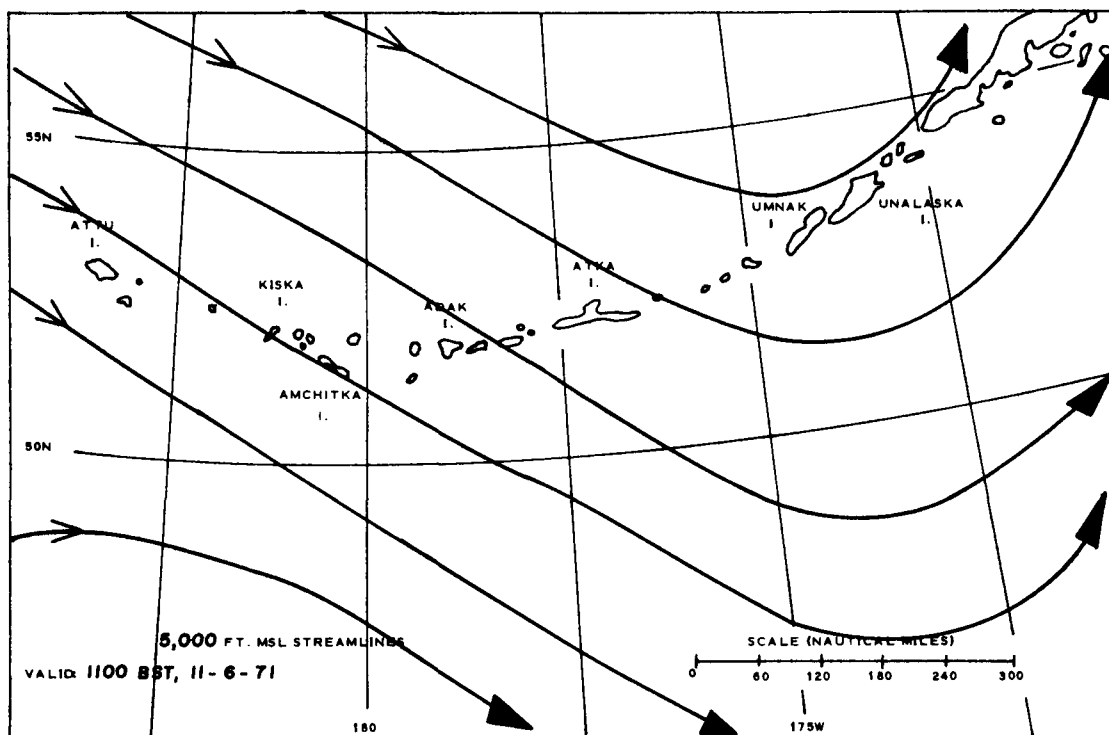 55N
ATTU
I.
UMNAK
I
UNALASKA
I.
KISKA
I.
ADAK
I.
ATKA
I.
AMCHITKA
I.
50N
5,000 FT. MSL STREAMLINES
VALID: 1100 BST, 11-6-71
SCALE (NAUTICAL MILES)
0 60 120 180 240 300
180
175W